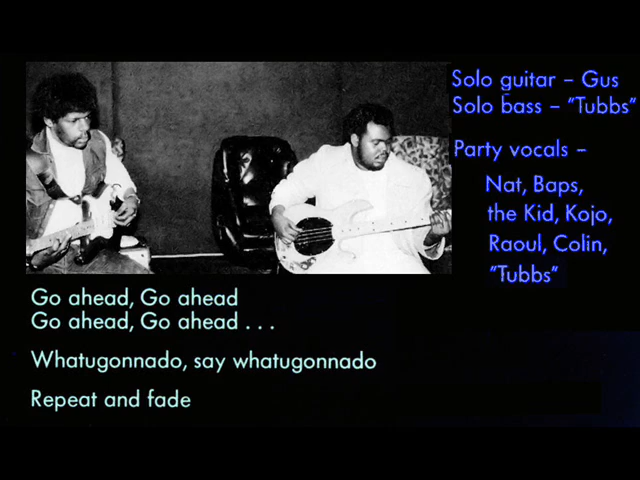 Solo guitar – Gus
Solo bass – "Tubbs"
Party vocals –
Nat, Baps,
the Kid, Kojo,
Raoul, Colin,
"Tubbs"
Go ahead, Go ahead
Go ahead, Go ahead . . .
Whatugonnado, say whatugonnado
Repeat and fade